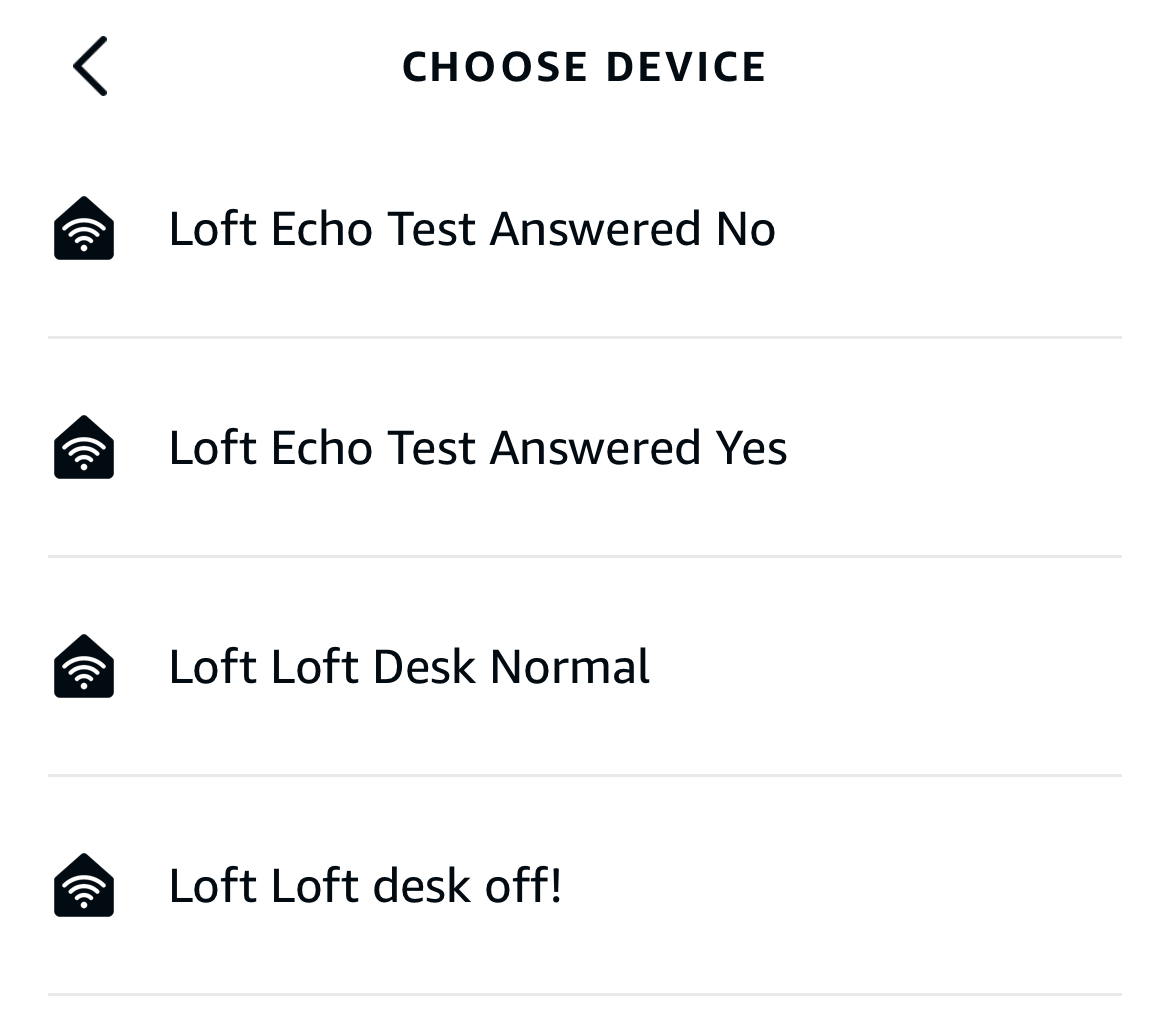 CHOOSE DEVICE
Loft Echo Test Answered No
Loft Echo Test Answered Yes
Loft Loft Desk Normal
Loft Loft desk off!